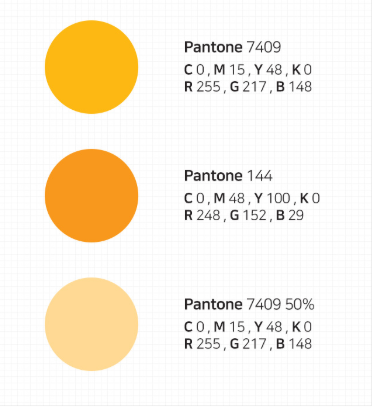 Pantone 7409
C 0 , M 15 , Y 48 , K 0
R 255 , G 217 , B 148
Pantone 144
C 0 , M 48 , Y 100 , K 0
R 248 , G 152 , B 29
Pantone 7409 50%
C 0 , M 15 , Y 48 , K 0
R 255 , G 217 , B 148